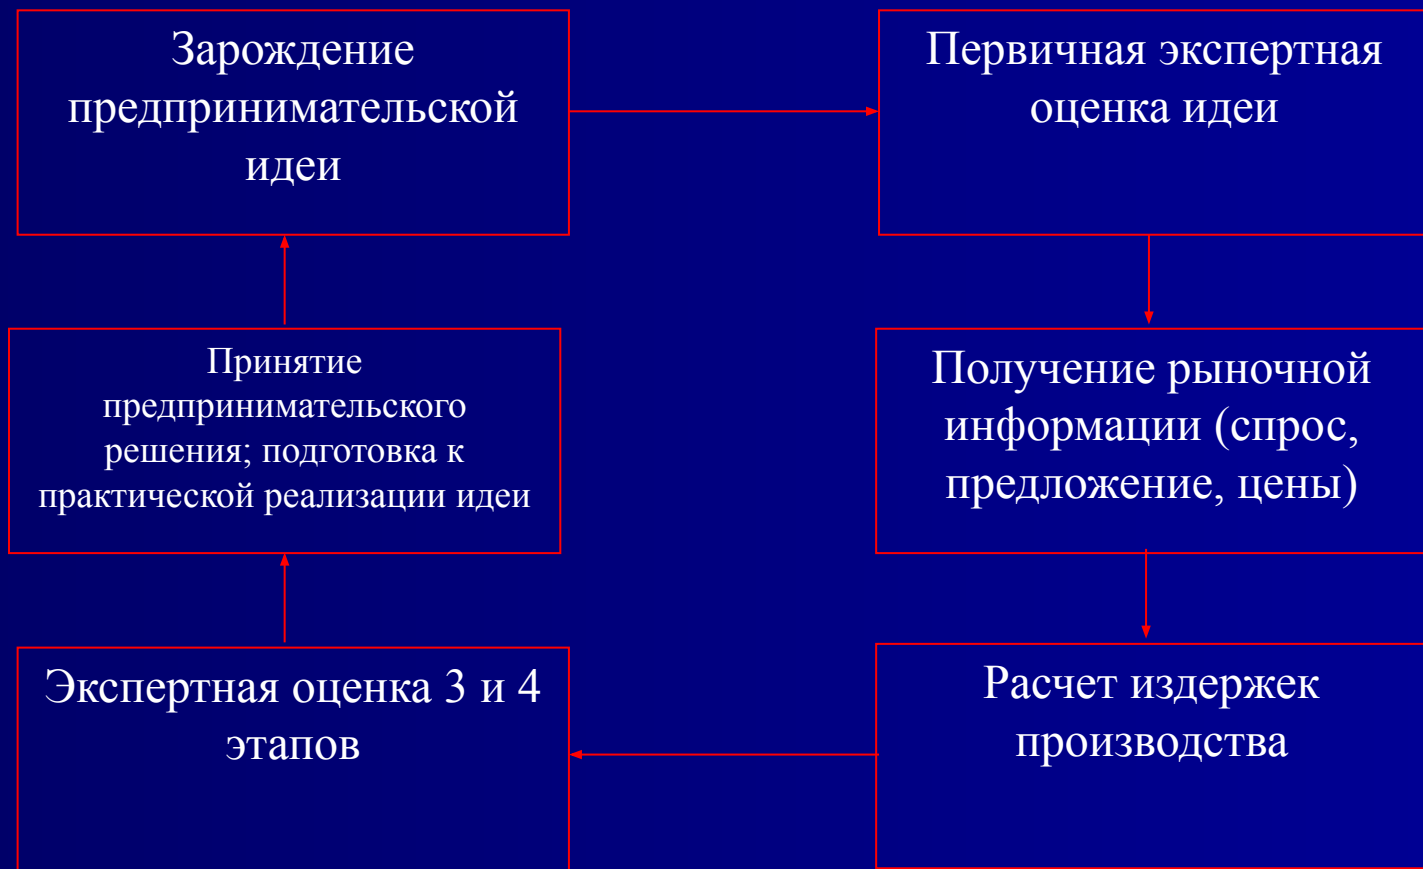 Зарождение
предпринимательской
идеи
Первичная экспертная
оценка идеи
Принятие
предпринимательского
решения; подготовка к
практической реализации идеи
Получение рыночной
информации (спрос,
предложение, цены)
Экспертная оценка 3 и 4
этапов
Расчет издержек
производства